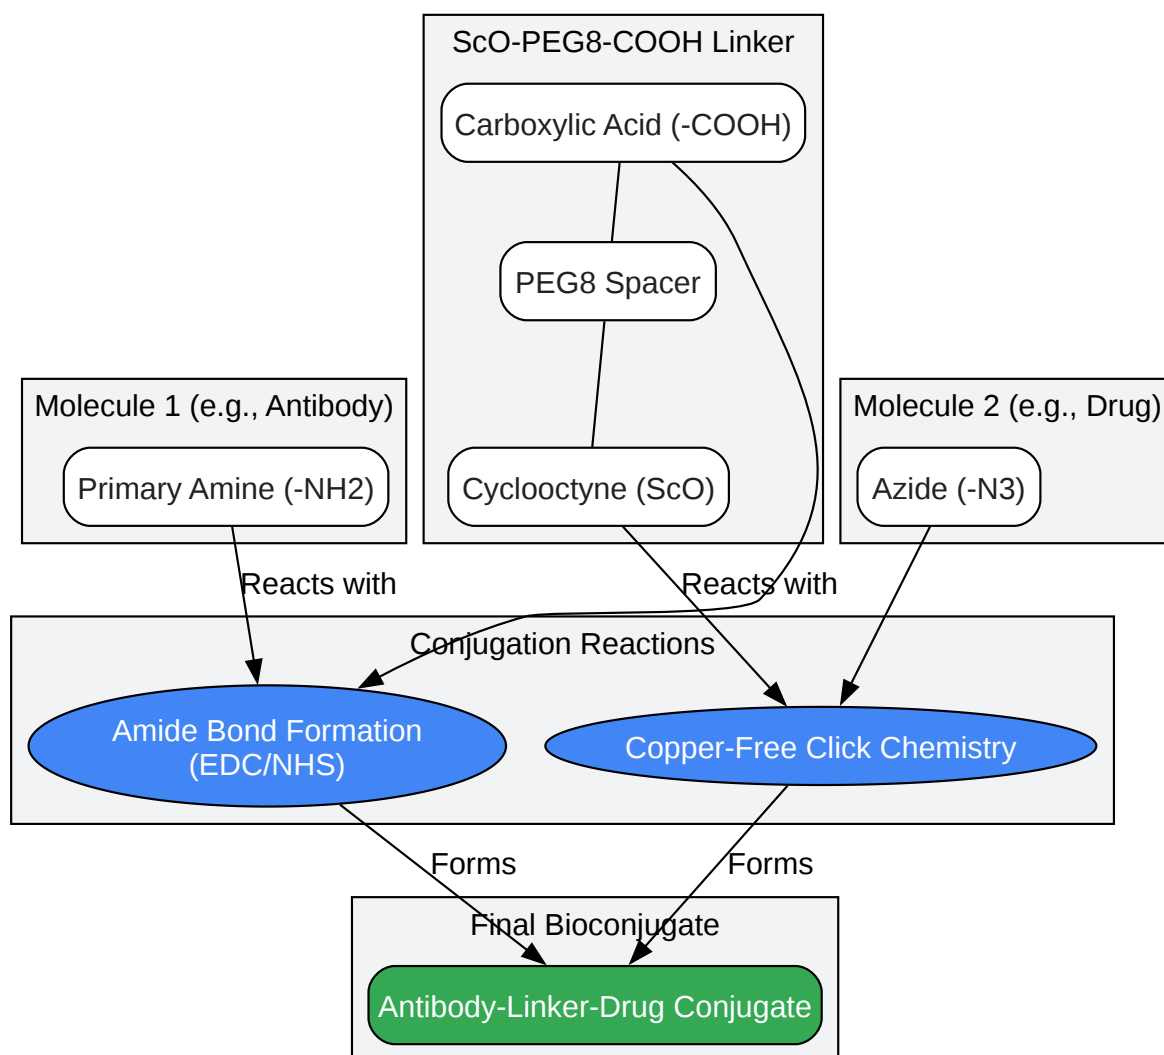 ScO-PEG8-COOH Linker
Carboxylic Acid (-COOH)
PEG8 Spacer
Molecule 1 (e.g., Antibody)
Molecule 2 (e.g., Drug)
Primary Amine (-NH2)
Cyclooctyne (ScO)
Azide (-N3)
Reacts with
Reacts with
Conjugation Reactions
Amide Bond Formation
(EDC/NHS)
Copper-Free Click Chemistry
Forms
Forms
Final Bioconjugate
Antibody-Linker-Drug Conjugate